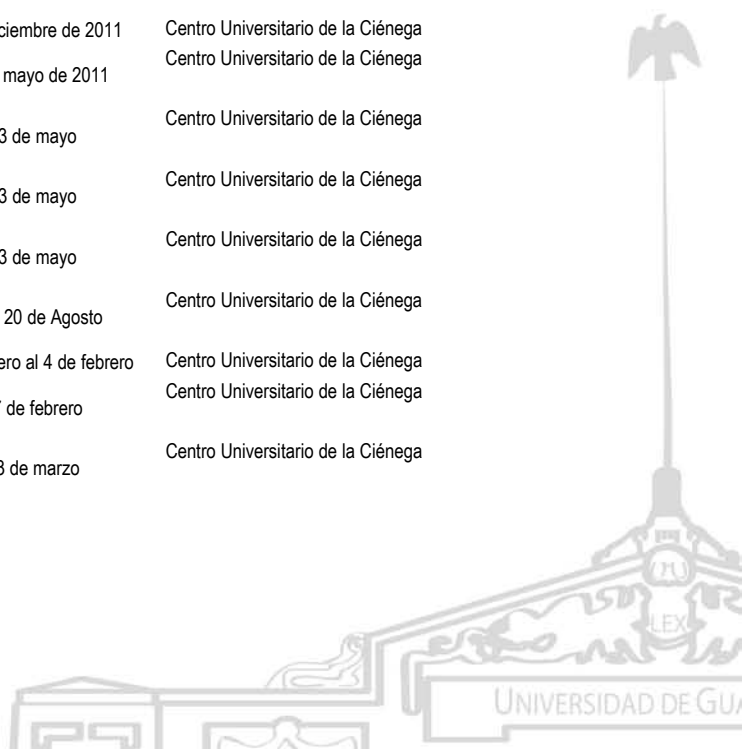 ciembre de 2011 Centro Universitario de la Ciénega
Centro Universitario de la Ciénega
mayo de 2011
Centro Universitario de la Ciénega
3 de mayo
Centro Universitario de la Ciénega
3 de mayo
Centro Universitario de la Ciénega
3 de mayo
Centro Universitario de la Ciénega
20 de Agosto
ero al 4 de febrero Centro Universitario de la Ciénega
Centro Universitario de la Ciénega
de febrero
Centro Universitario de la Ciénega
3 de marzo
LEX
UNIVERSIDAD DE GUA